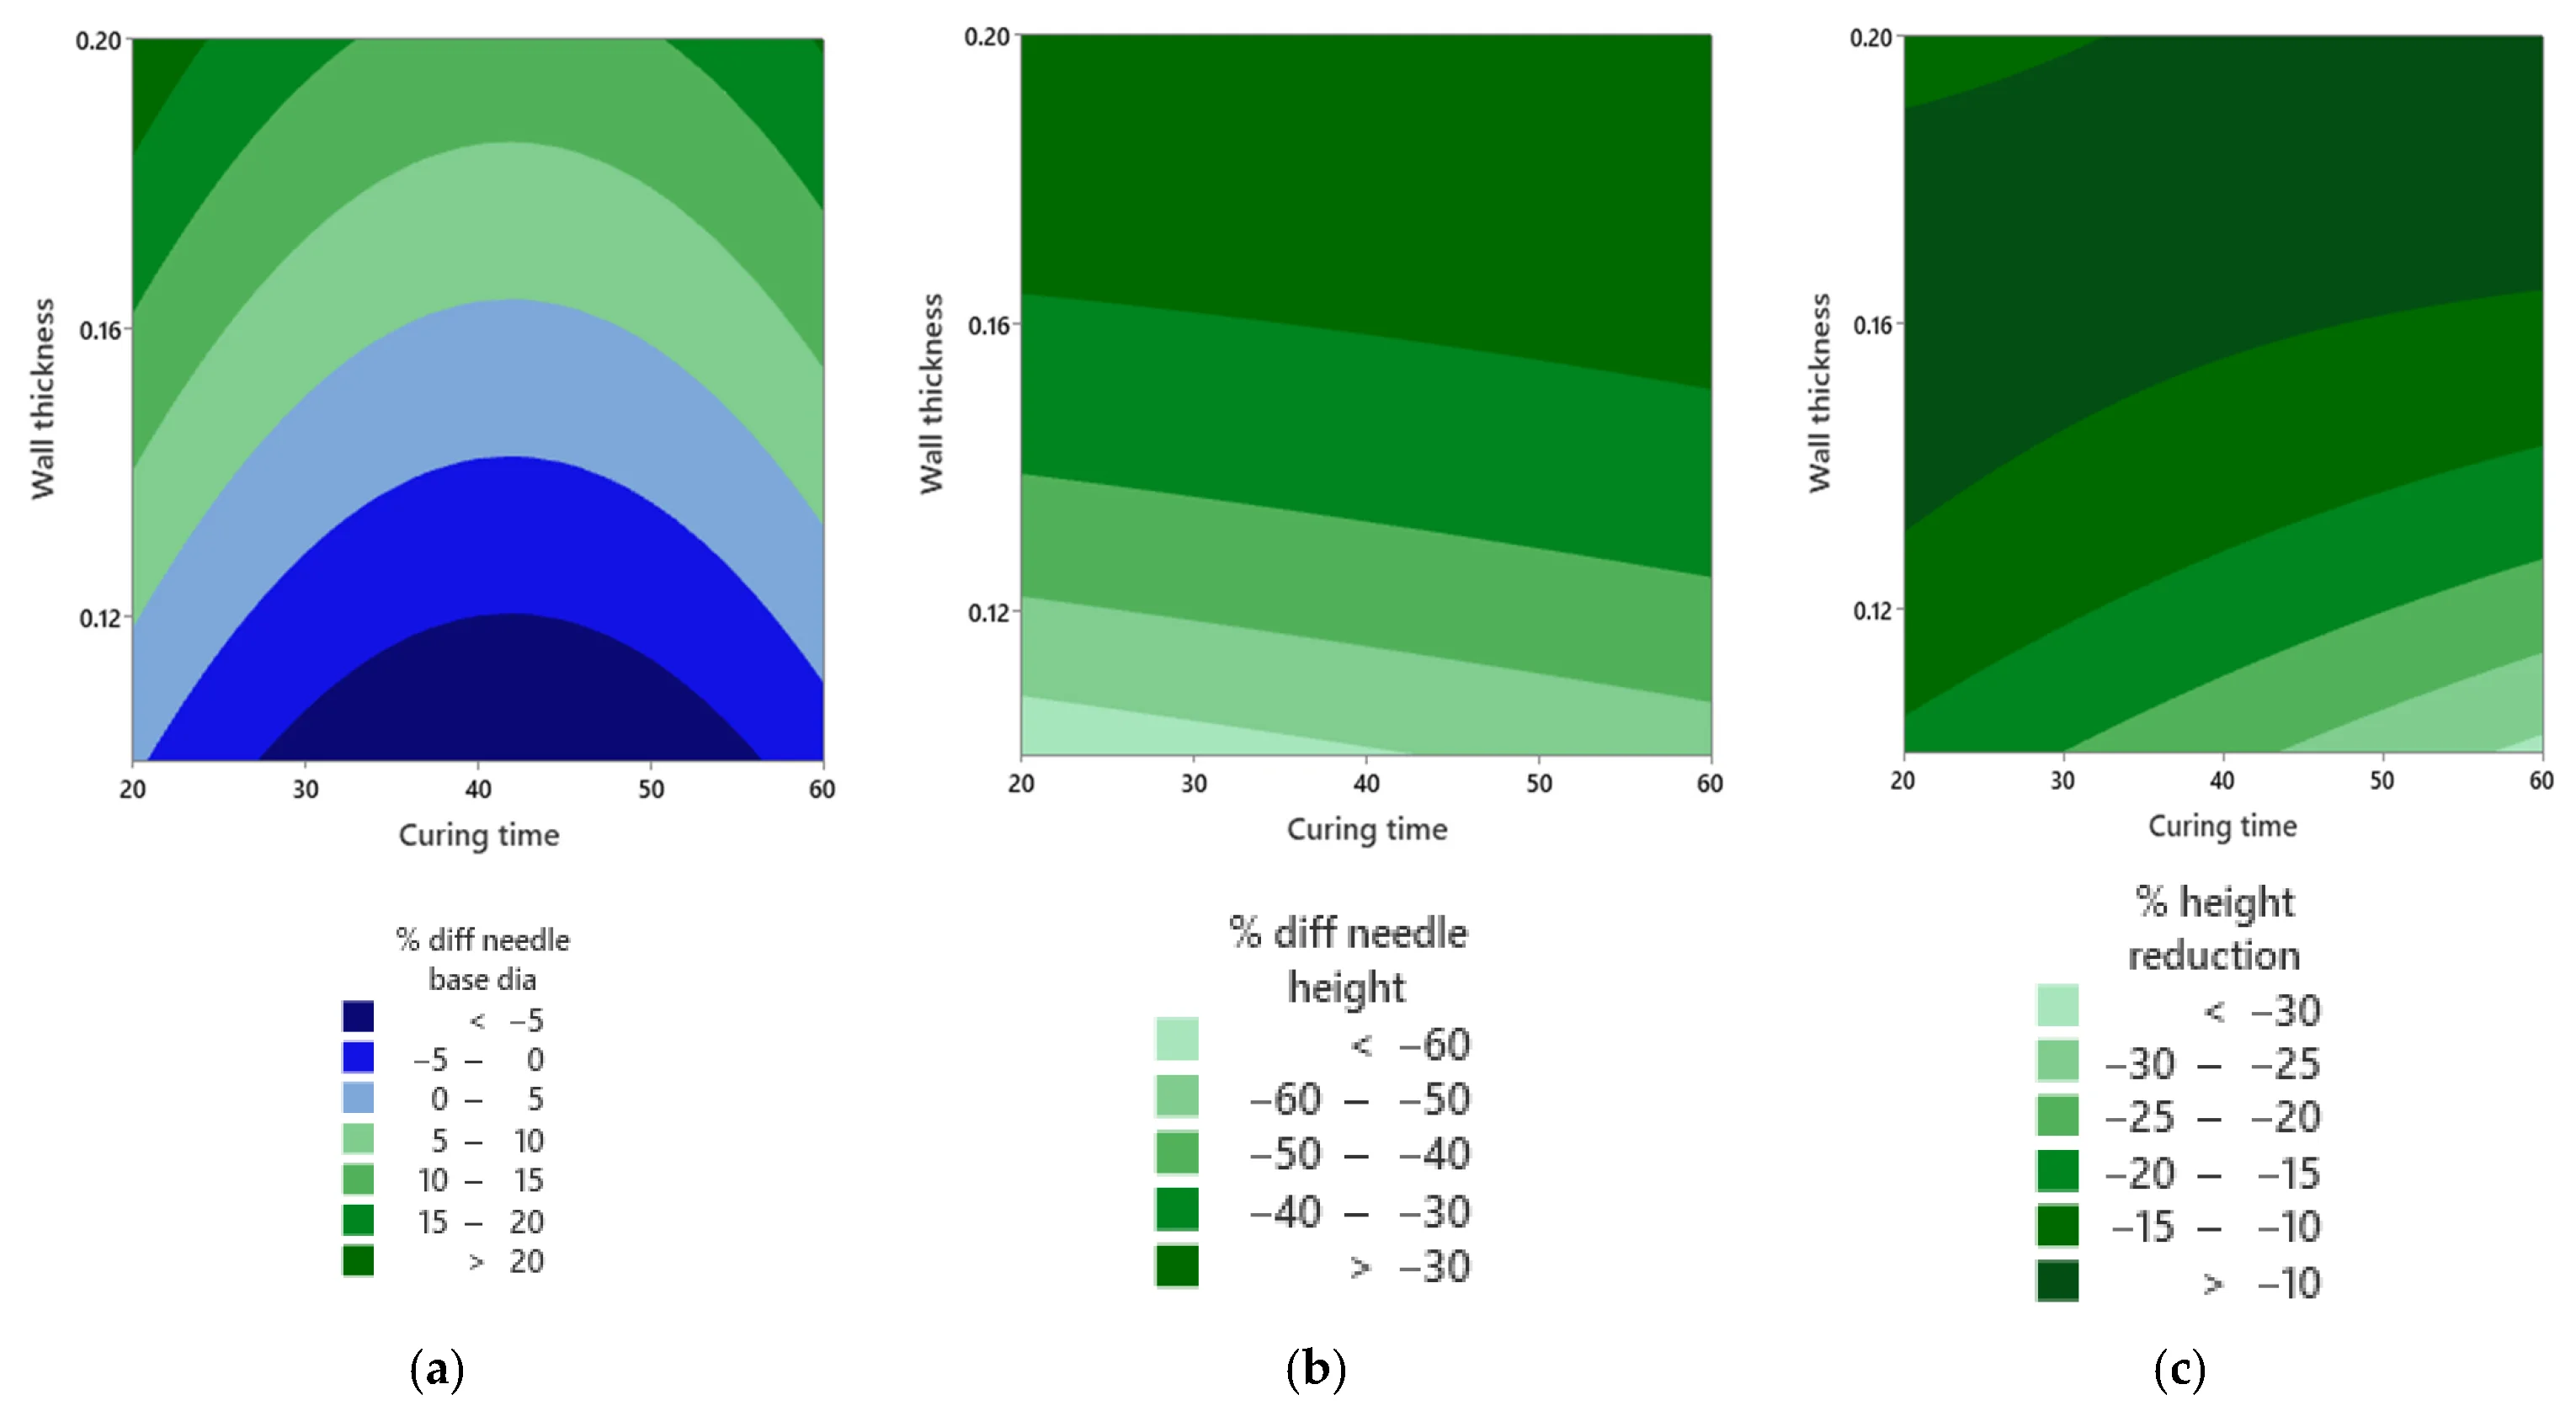 0.20
0.16
0.12
Wall thickness
20 30 40 50 60
Curing time
% diff needle
base dia
< −5
−5 – 0
0 – 5
5 – 10
10 – 15
15 – 20
> 20
(a)
0.20
0.16
0.12
Wall thickness
20 30 40 50 60
Curing time
% diff needle
height
< −60
−60 – −50
−50 – −40
−40 – −30
> −30
(b)
0.20
0.16
0.12
Wall thickness
20 30 40 50 60
Curing time
% height
reduction
< −30
−30 – −25
−25 – −20
−20 – −15
−15 – −10
> −10
(c)